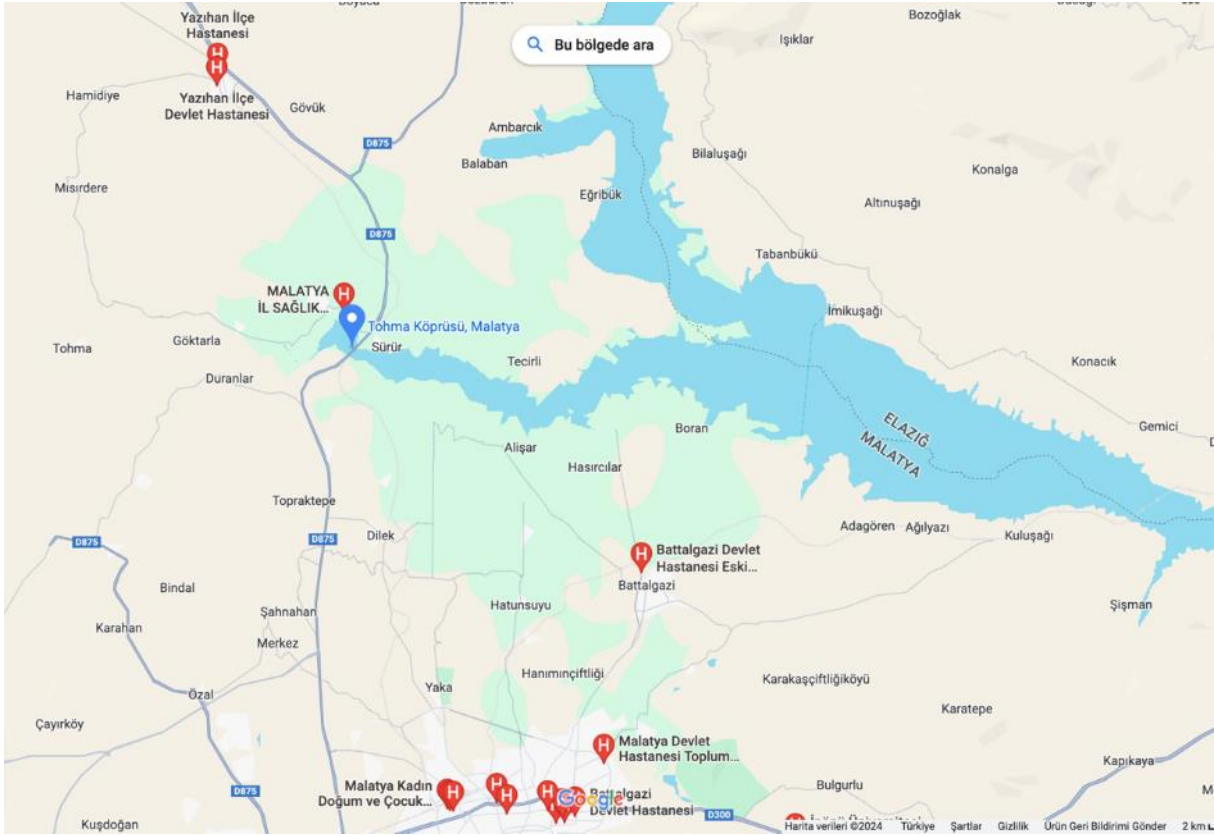 Yazıhan İlçe
Hastanesi
Bozoğlak
Bu bölgede ara
Işıklar
H
H
Hamidiye
Yazıhan İlçe
Devlet Hastanesi
Gövük
Ambarcık
D875
Bilaluşağı
Balaban
Konalga
Mısırdere
Eğribük
Altınuşağı
D875
Tabanbükü
MALATYA
İL SAĞLIK...
H
İmikuşağı
Tohma Köprüsü, Malatya
Göktarla
Sürür
Tohma
Tecirli
Konacık
Duranlar
ELAZIĞ
MALATYA
Gemici
Boran
Alışar
Hasırcılar
Topraktepe
Adagören
Ağılyazı
Kuluşağı
Dilek
D875
D875
H
Battalgazi Devlet
Hastanesi Eski...
Battalgazi
Bindal
Hatunsuyu
Şişman
Şahnahan
Karahan
Merkez
Hanımınçiftliği
Karakaşçiftliğiköyü
Yaka
Özal
Karatepe
Çayırköy
H
Malatya Devlet
Hastanesi Toplum...
Kapıkaya
Malatya Kadın
Doğum ve Çocuk...
H
H
H
H
Battalgazi
Devlet Hastanesi
Google
Bulgurlu
D875
D300
Kuşdoğan
Harita verileri ©2024 Türkiye Şartlar Gizlilik Ürün Geri Bildirimi Gönder 2 km